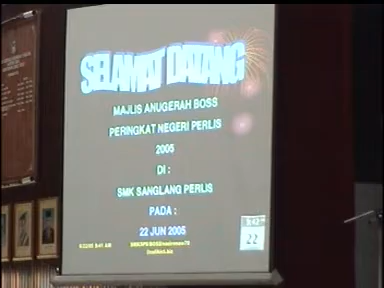 SELAMAT DATANG
MAJLIS ANUGERAH BOSS
PERINGKAT NEGERI PERLIS
2005
DI :
SMK SANGLANG PERLIS
PADA :
22 JUN 2005
22